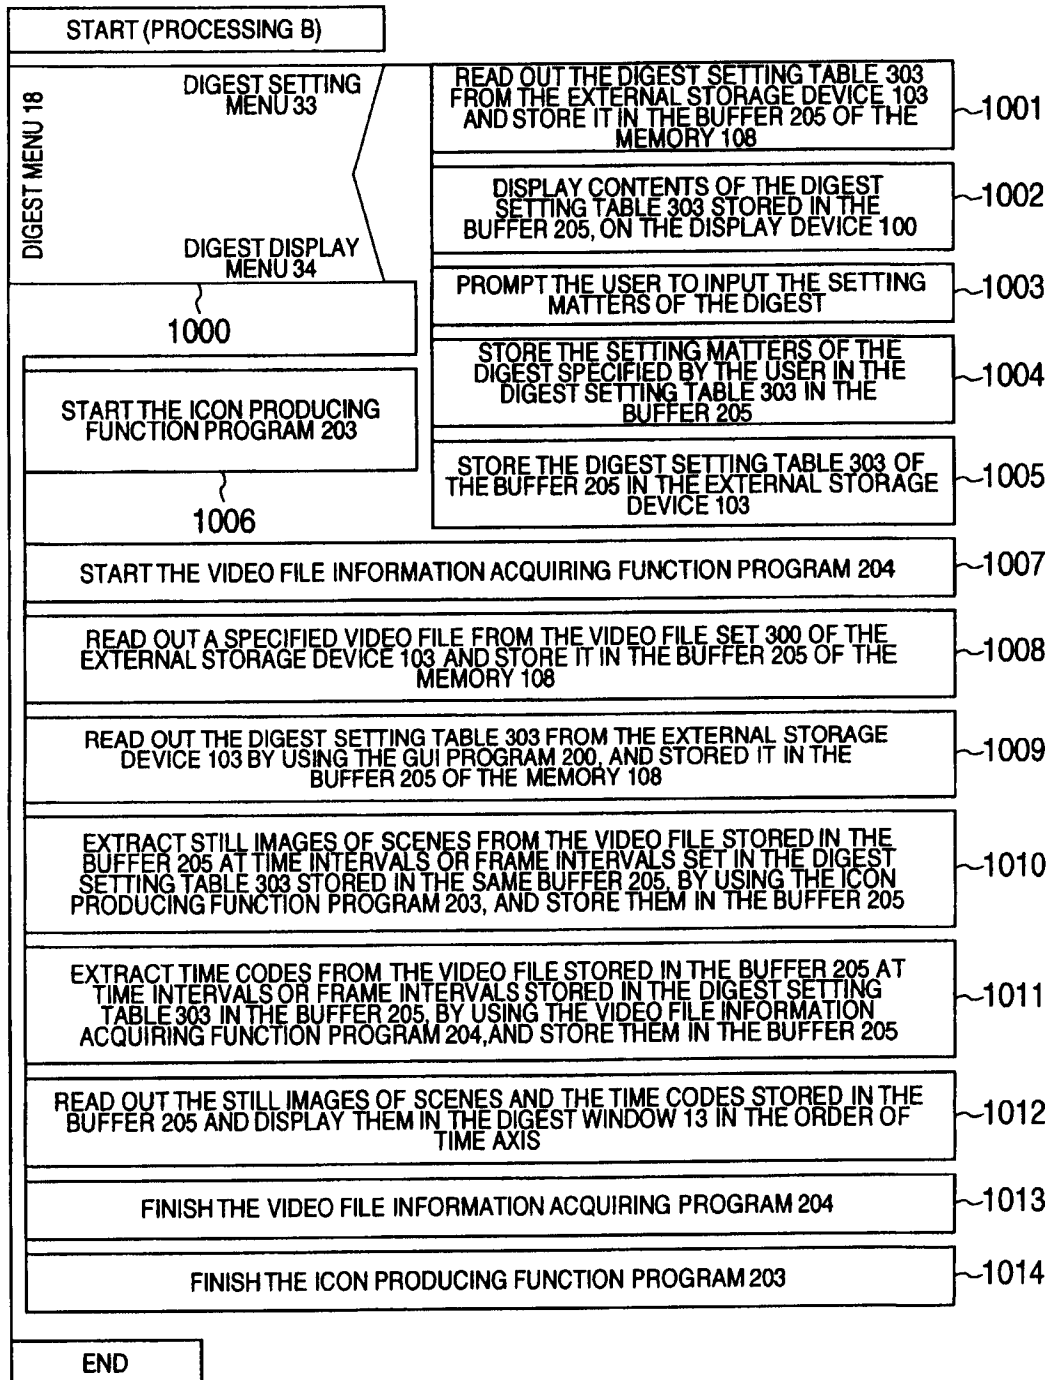 START (PROCESSING B)
DIGEST MENU 18
DIGEST SETTING
MENU 33
DIGEST DISPLAY
MENU 34
1000
READ OUT THE DIGEST SETTING TABLE 303
FROM THE EXTERNAL STORAGE DEVICE 103
AND STORE IT IN THE BUFFER 205 OF THE
MEMORY 108
1001
DISPLAY CONTENTS OF THE DIGEST
SETTING TABLE 303 STORED IN THE
BUFFER 205, ON THE DISPLAY DEVICE 100
1002
PROMPT THE USER TO INPUT THE SETTING
MATTERS OF THE DIGEST
1003
STORE THE SETTING MATTERS OF THE
DIGEST SPECIFIED BY THE USER IN THE
DIGEST SETTING TABLE 303 IN THE
BUFFER 205
1004
STORE THE DIGEST SETTING TABLE 303 OF
THE BUFFER 205 IN THE EXTERNAL STORAGE
DEVICE 103
1005
START THE ICON PRODUCING
FUNCTION PROGRAM 203
1006
START THE VIDEO FILE INFORMATION ACQUIRING FUNCTION PROGRAM 204
1007
READ OUT A SPECIFIED VIDEO FILE FROM THE VIDEO FILE SET 300 OF THE
EXTERNAL STORAGE DEVICE 103 AND STORE IT IN THE BUFFER 205 OF THE
MEMORY 108
1008
READ OUT THE DIGEST SETTING TABLE 303 FROM THE EXTERNAL STORAGE
DEVICE 103 BY USING THE GUI PROGRAM 200, AND STORED IT IN THE
BUFFER 205 OF THE MEMORY 108
1009
EXTRACT STILL IMAGES OF SCENES FROM THE VIDEO FILE STORED IN THE
BUFFER 205 AT TIME INTERVALS OR FRAME INTERVALS SET IN THE DIGEST
SETTING TABLE 303 STORED IN THE SAME BUFFER 205, BY USING THE ICON
PRODUCING FUNCTION PROGRAM 203, AND STORE THEM IN THE BUFFER 205
1010
EXTRACT TIME CODES FROM THE VIDEO FILE STORED IN THE BUFFER 205 AT
TIME INTERVALS OR FRAME INTERVALS STORED IN THE DIGEST SETTING
TABLE 303 IN THE BUFFER 205, BY USING THE VIDEO FILE INFORMATION
ACQUIRING FUNCTION PROGRAM 204, AND STORE THEM IN THE BUFFER 205
1011
READ OUT THE STILL IMAGES OF SCENES AND THE TIME CODES STORED IN THE
BUFFER 205 AND DISPLAY THEM IN THE DIGEST WINDOW 13 IN THE ORDER OF
TIME AXIS
1012
FINISH THE VIDEO FILE INFORMATION ACQUIRING PROGRAM 204
1013
FINISH THE ICON PRODUCING FUNCTION PROGRAM 203
1014
END